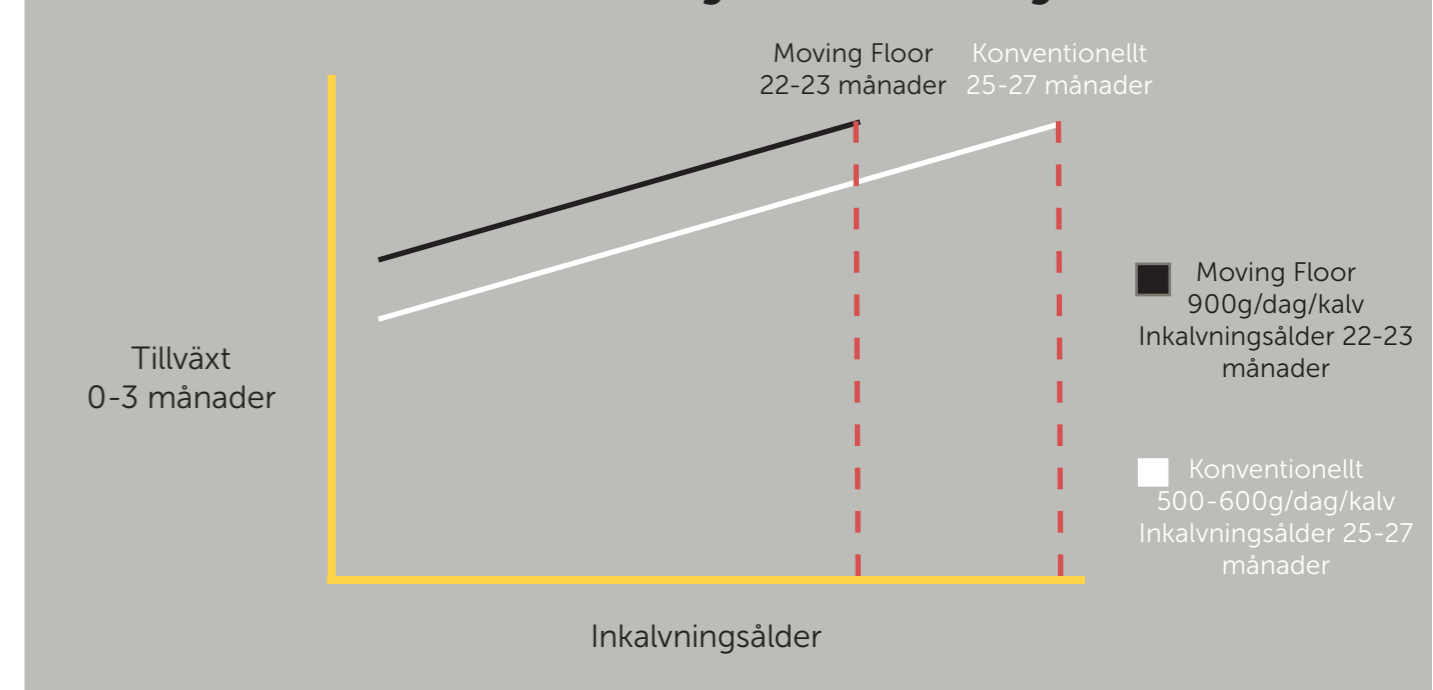 Moving Floor
22-23 månader
Konventionellt
25-27 månader
Tillväxt
0-3 månader
Moving Floor
900g/dag/kalv
Inkalvningsålder 22-23
månader
Konventionellt
500-600g/dag/kalv
Inkalvningsålder 25-27
månader
Inkalvningsålder